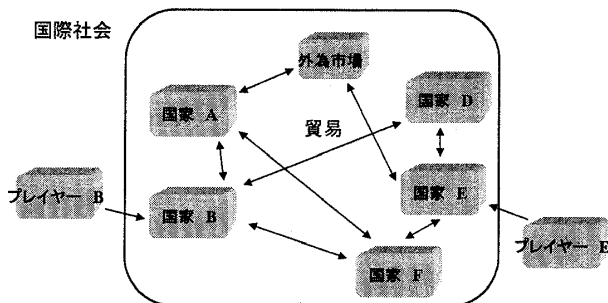 国際社会
外為市場
国家 A
国家 D
貿易
プレイヤー B
国家 B
国家 E
プレイヤー E
国家 F